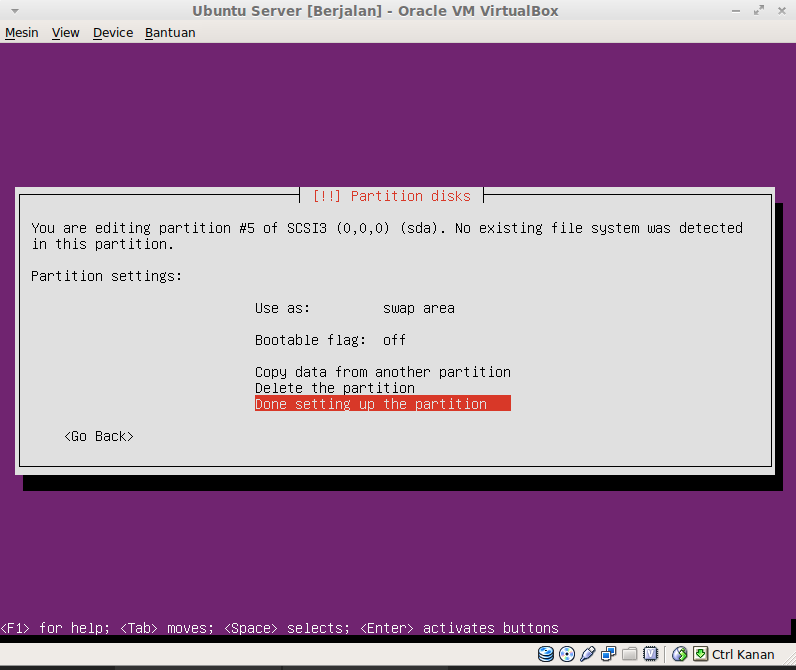 Ubuntu Server [Berjalan] - Oracle VM VirtualBox
Mesin View Device Bantuan
[!!] Partition disks
You are editing partition #5 of SCSI3 (0,0,0) (sda). No existing file system was detected
in this partition.
Partition settings:
Use as: swap area
Bootable flag: off
Copy data from another partition
Delete the partition
Done setting up the partition
<Go Back>
<F1> for help; <Tab> moves; <Space> selects; <Enter> activates buttons
Ctrl Kanan